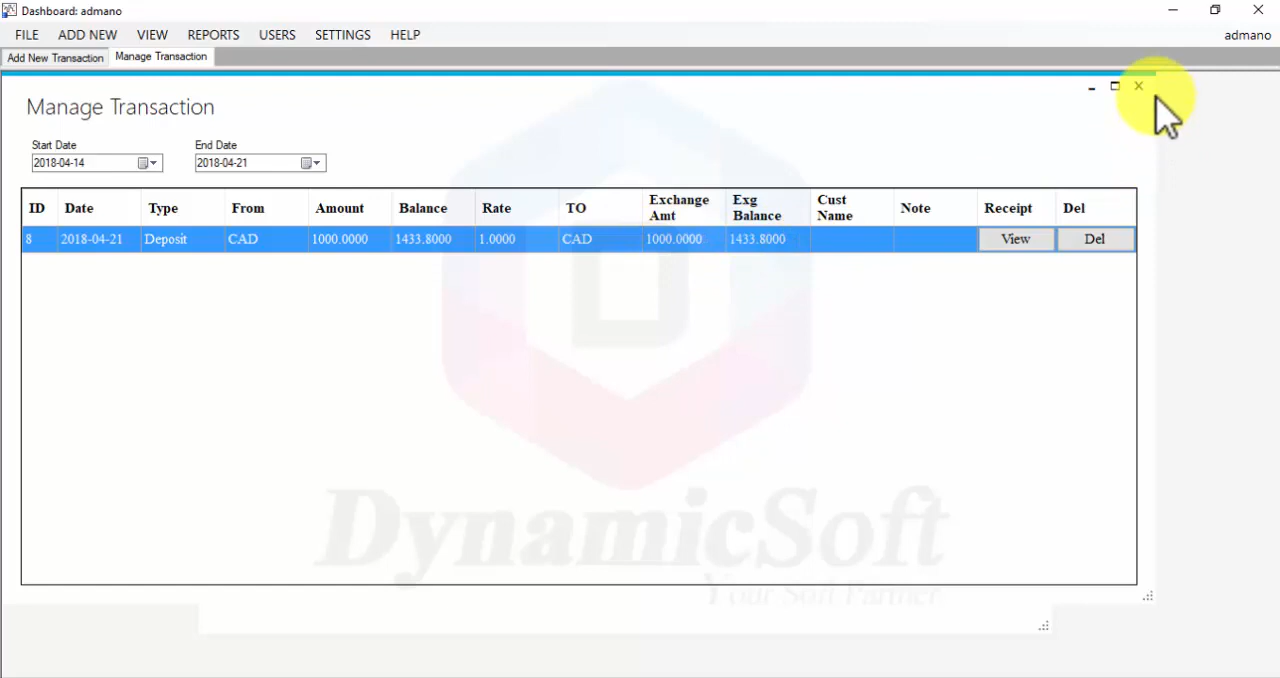 Dashboard: admano
FILE ADD NEW VIEW REPORTS USERS SETTINGS HELP admano
Add New Transaction Manage Transaction
Manage Transaction
Start Date End Date
2018-04-14 2018-04-21
ID Date Type From Amount Balance Rate TO Exchange Amt Exg Balance Cust Name Note Receipt Del
8 2018-04-21 Deposit CAD 1000.0000 1433.8000 1.0000 CAD 1000.0000 1433.8000 View Del
DynamicSoft
Your Soft Partner